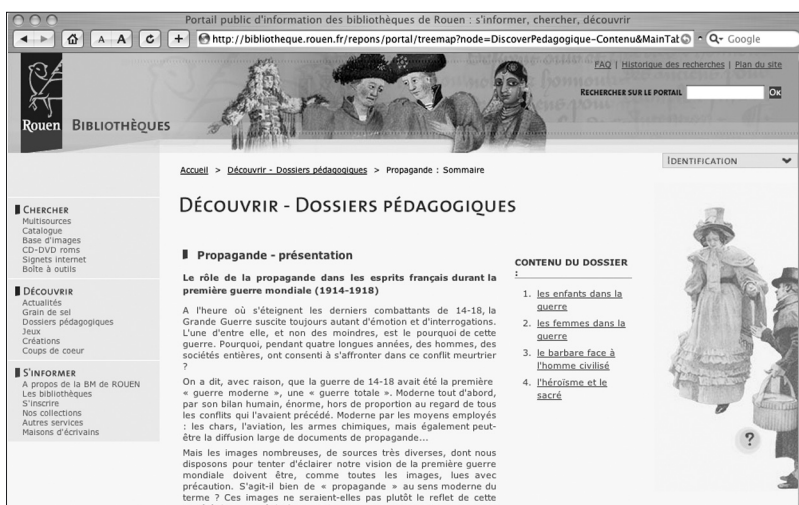 Portail public d'information des bibliothèques de Rouen : s'informer, chercher, découvrir
A A C + http://bibliotheque.rouen.fr/repons/portal/treemap?node=DiscoverPedagogique-Contenu&MainTab Q Google
FAQ | Historique des recherches | Plan du site
RECHERCHER SUR LE PORTAIL OK
Rouen BIBLIOTHÈQUES
IDENTIFICATION
Accueil > Découvrir - Dossiers pédagogiques > Propagande : Sommaire
DÉCOUVRIR - DOSSIERS PÉDAGOGIQUES
CHERCHER
Multisources
Catalogue
Base d'images
CD-DVD roms
Signets internet
Boîte à outils
DÉCOUVRIR
Actualités
Grain de sel
Dossiers pédagogiques
Jeux
Créations
Coups de coeur
S'INFORMER
A propos de la BM de ROUEN
Les bibliothèques
S'inscrire
Nos collections
Autres services
Maisons d'écrivains
Propagande - présentation
Le rôle de la propagande dans les esprits français durant la
première guerre mondiale (1914-1918)
A l'heure où s'éteignent les derniers combattants de 14-18, la
Grande Guerre suscite toujours autant d'émotion et d'interrogations.
L'une d'entre elle, et non des moindres, est le pourquoi de cette
guerre. Pourquoi, pendant quatre longues années, des hommes, des
sociétés entières, ont consenti à s'affronter dans ce conflit meurtrier
?
On a dit, avec raison, que la guerre de 14-18 avait été la première
« guerre moderne », une « guerre totale ». Moderne tout d'abord,
par son bilan humain, énorme, hors de proportion au regard de tous
les conflits qui l'avaient précédé. Moderne par les moyens employés
: les chars, l'aviation, les armes chimiques, mais également peut-
être la diffusion large de documents de propagande...
Mais les images nombreuses, de sources très diverses, dont nous
disposons pour tenter d'éclairer notre vision de la première guerre
mondiale doivent être, comme toutes les images, lues avec
précaution. S'agit-il bien de « propagande » au sens moderne du
terme ? Ces images ne seraient-elles pas plutôt le reflet de cette
CONTENU DU DOSSIER
:
1. les enfants dans la
guerre
2. les femmes dans la
guerre
3. le barbare face à
l'homme civilisé
4. l'héroïsme et le
sacré
?